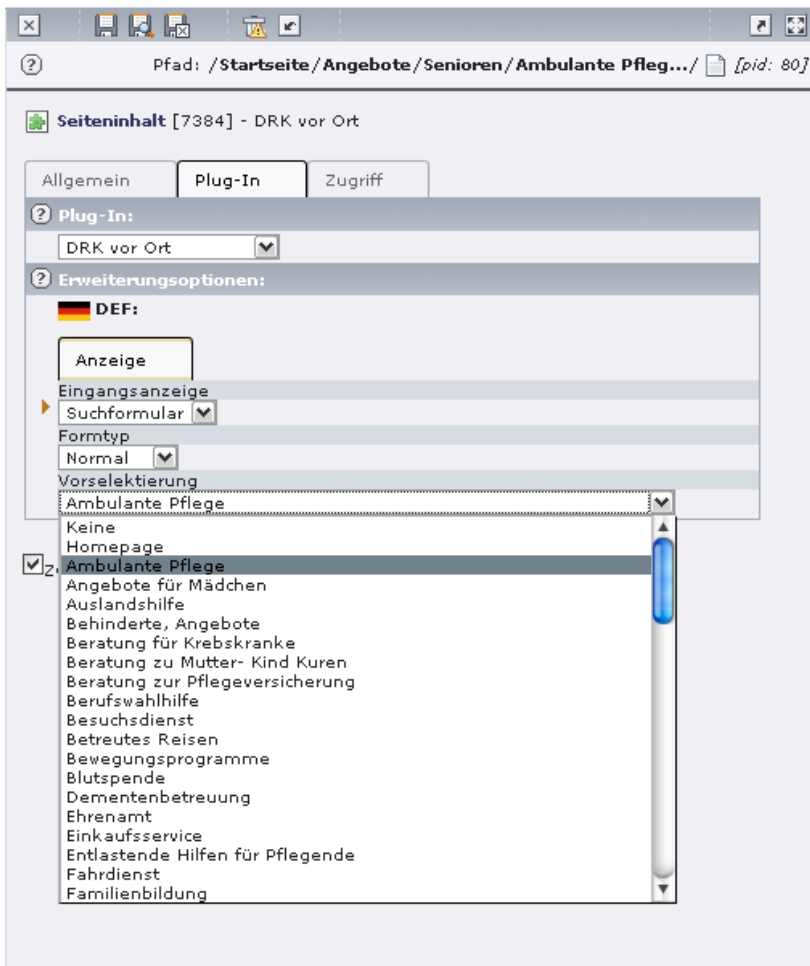 Pfad: /Startseite/Angebote/Senioren/Ambulante Pfleg.../ [pid: 80]
Seiteninhalt [7384] - DRK vor Ort
Allgemein Plug-In Zugriff
Plug-In:
DRK vor Ort
Erweiterungsoptionen:
DEF:
Anzeige
Eingangsanzeige
Suchformular
Formtyp
Normal
Vorselektierung
Ambulante Pflege
Keine
Homepage
Ambulante Pflege
Angebote für Mädchen
Auslandshilfe
Behinderte, Angebote
Beratung für Krebskranke
Beratung zu Mutter- Kind Kuren
Beratung zur Pflegeversicherung
Berufswahlhilfe
Besuchsdienst
Betreutes Reisen
Bewegungsprogramme
Blutspende
Dementenbetreuung
Ehrenamt
Einkaufsservice
Entlastende Hilfen für Pflegende
Fahrdienst
Familienbildung